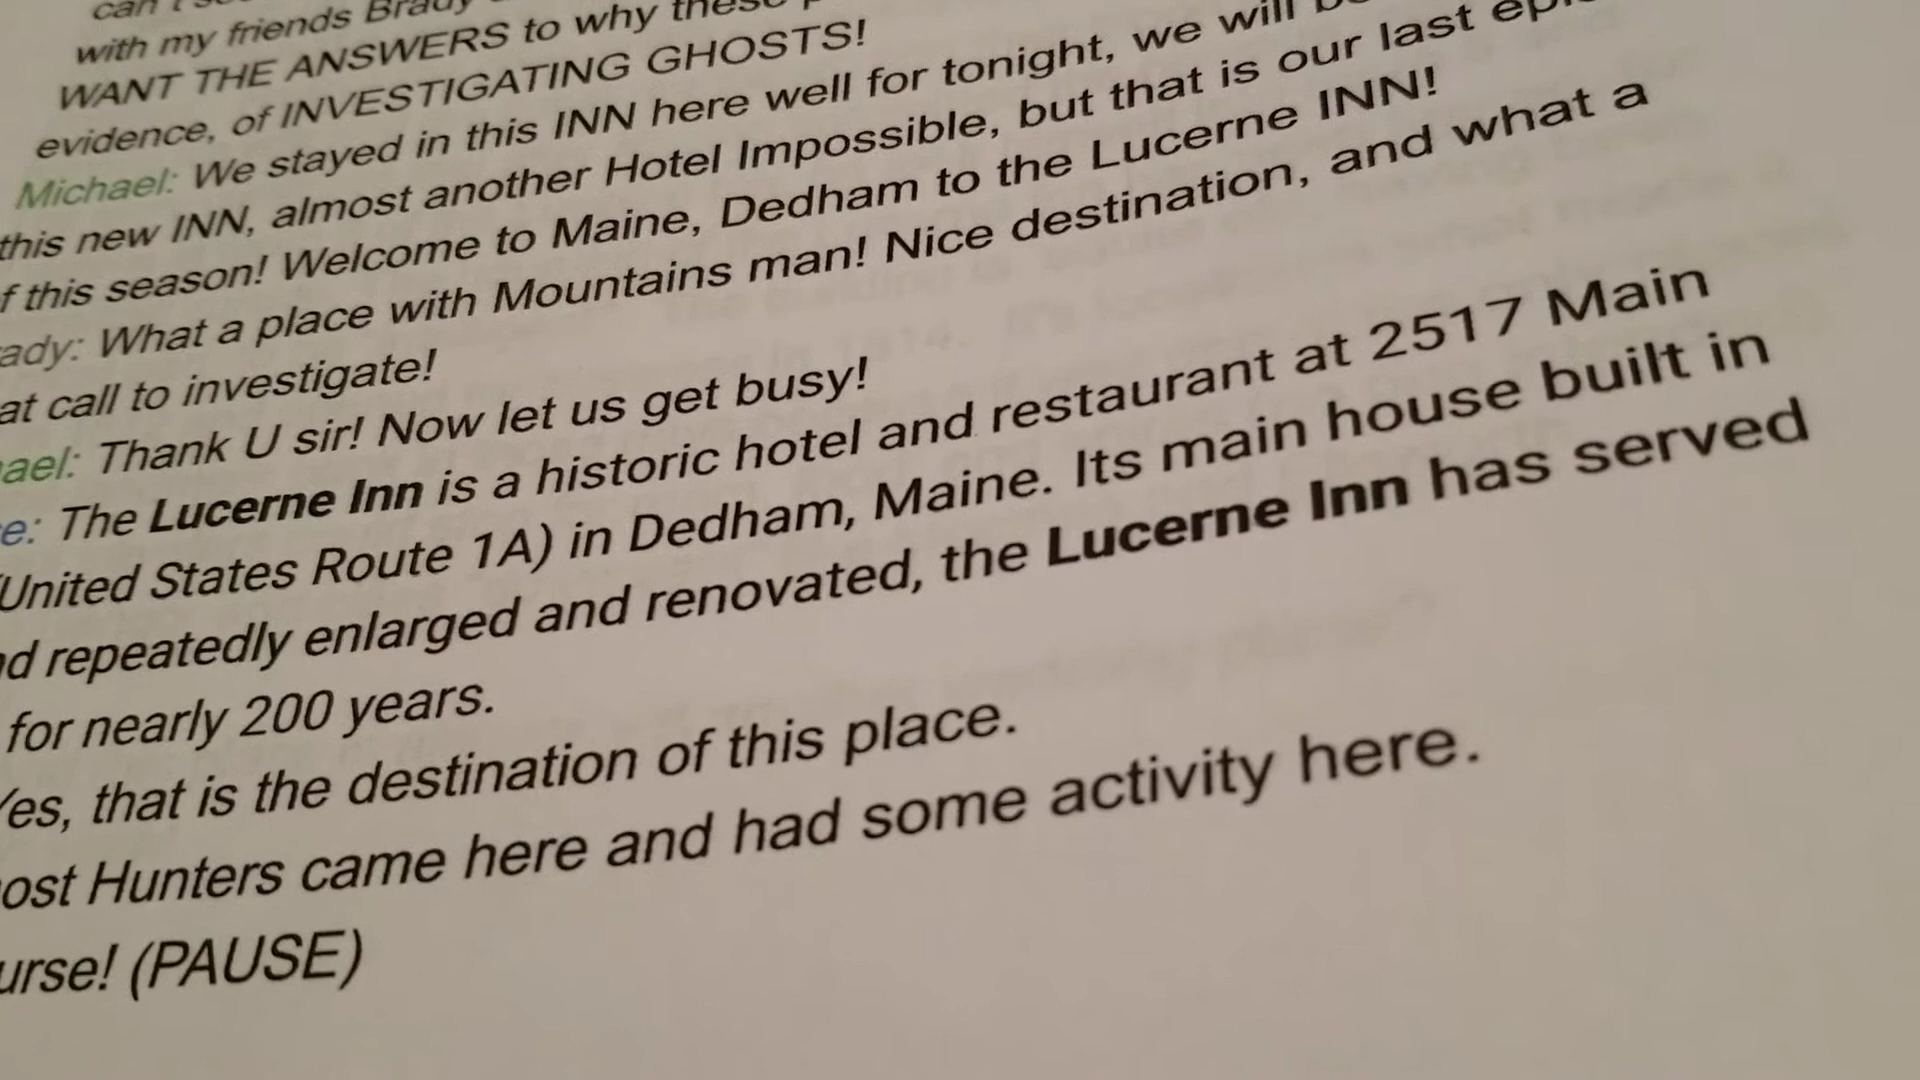 with my friends Brady
WANT THE ANSWERS to why these
evidence, of INVESTIGATING GHOSTS!
Michael: We stayed in this INN here well for tonight, we will
this new INN, almost another Hotel Impossible, but that is our last
f this season! Welcome to Maine, Dedham to the Lucerne INN!
ady: What a place with Mountains man! Nice destination, and what a
at call to investigate!
ael: Thank U sir! Now let us get busy!
e: The Lucerne Inn is a historic hotel and restaurant at 2517 Main
(United States Route 1A) in Dedham, Maine. Its main house built in
d repeatedly enlarged and renovated, the Lucerne Inn has served
for nearly 200 years.
Yes, that is the destination of this place.
ost Hunters came here and had some activity here.
urse! (PAUSE)